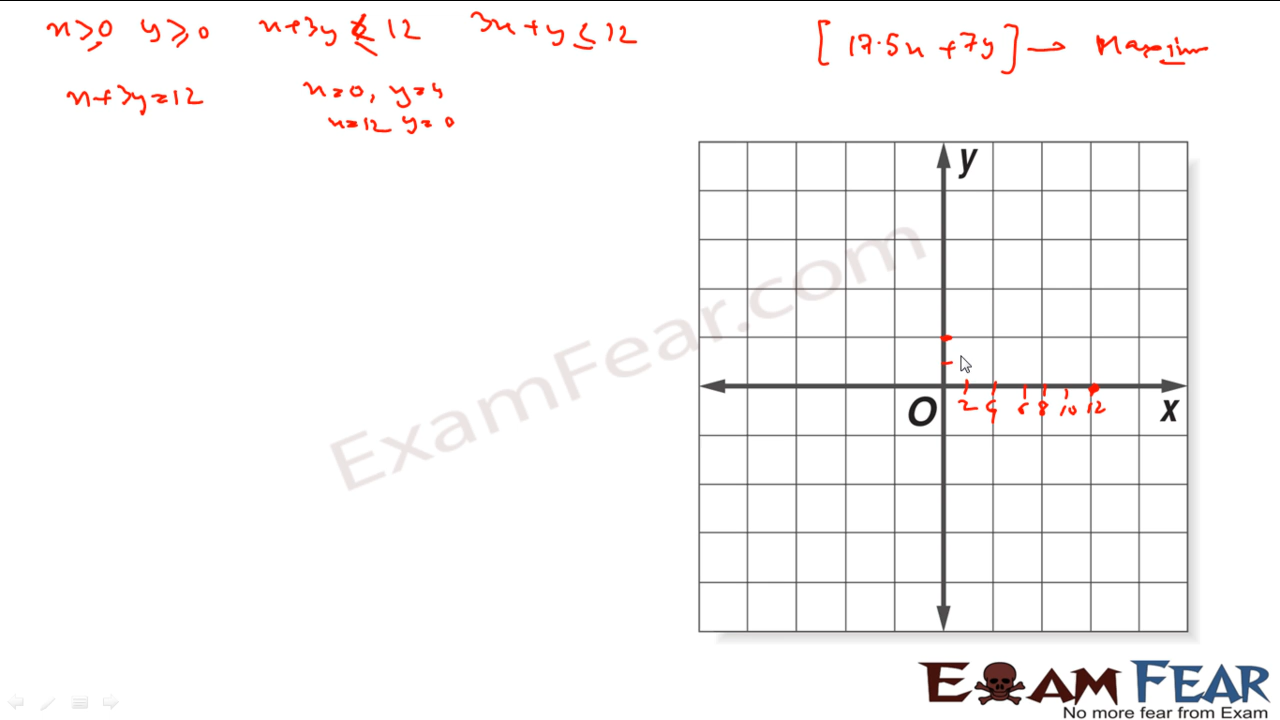 x ≥ 0 y ≥ 0 x+3y ≤ 12 3x+y ≤ 12 [17.5x + 7y] → Maximum
x+3y=12 x=0, y=4
x=12 y=0
y
ExamFear.com
O 2 4 6 8 10 12 x
EXAM FEAR
No more fear from Exam